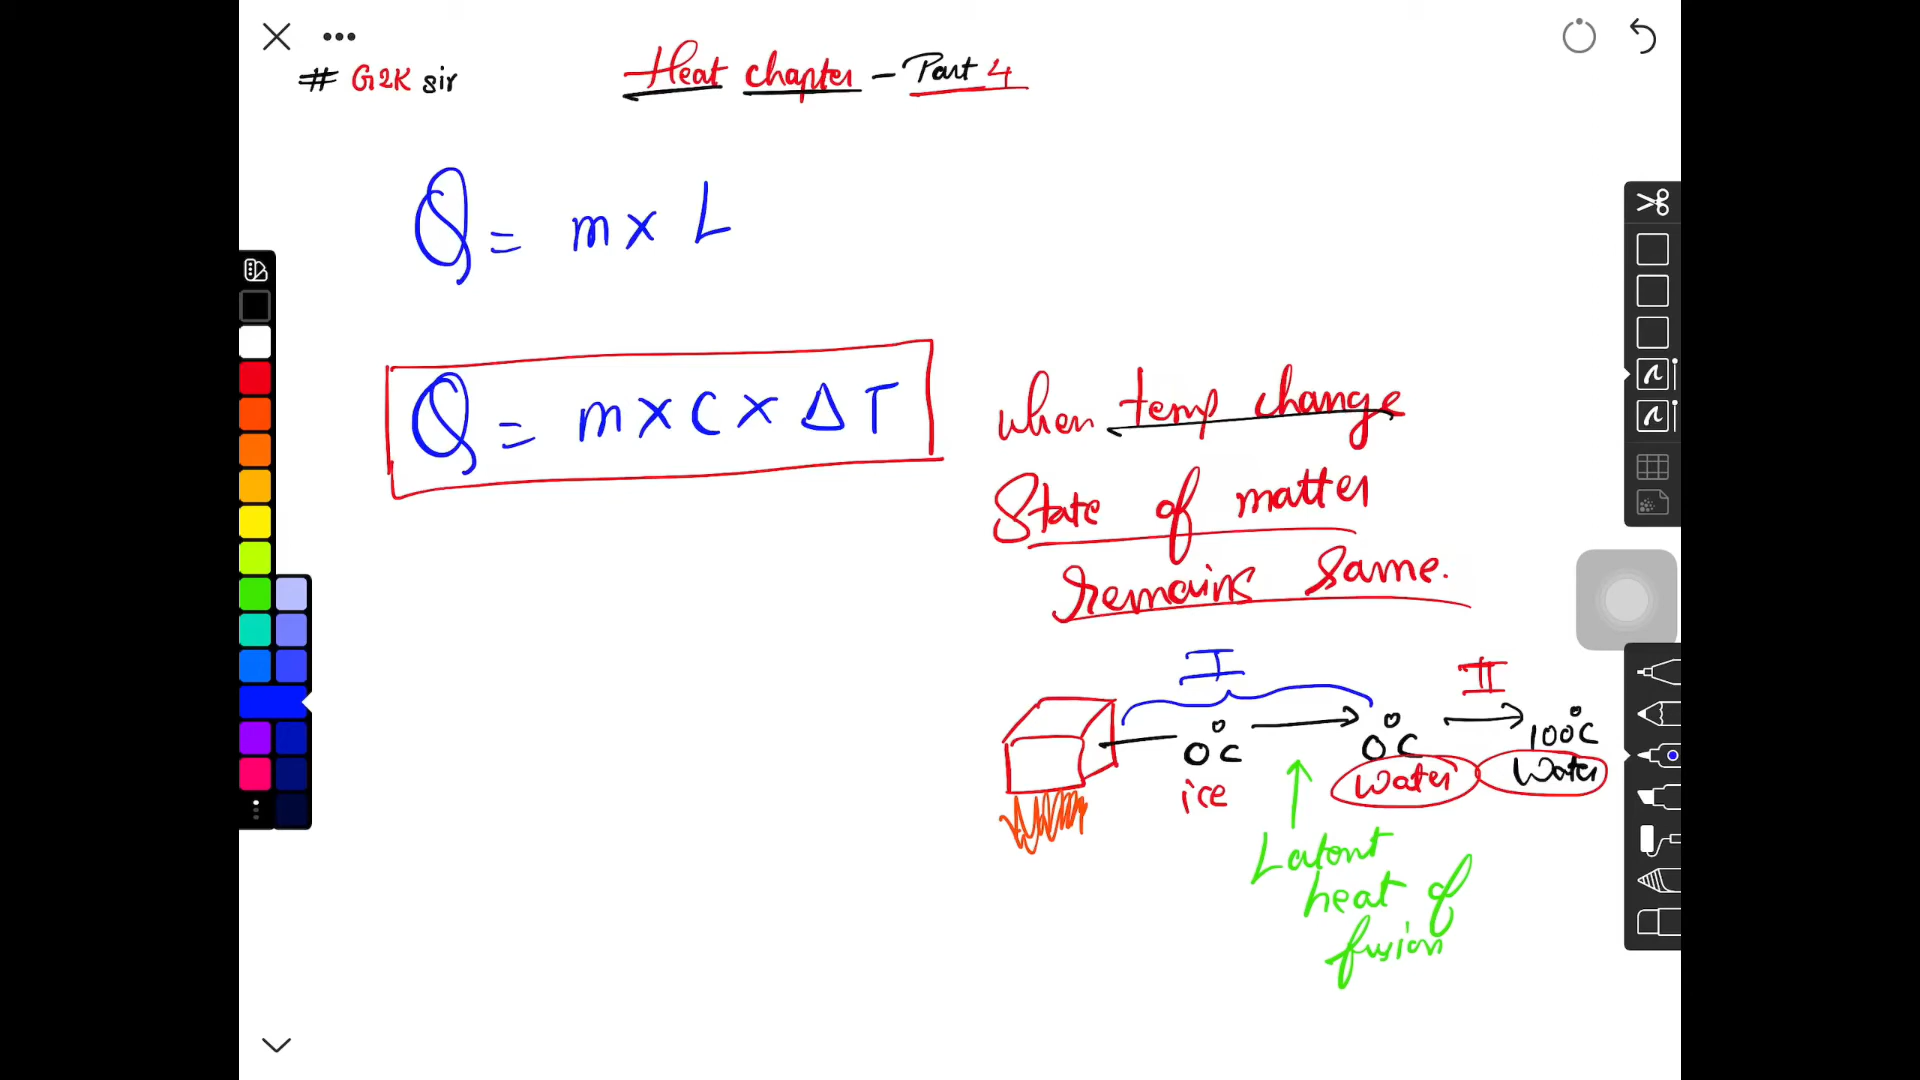 # G2K sir
Heat chapter - Part 4
Q = m x L
Q = m x C x Δ T
when temp change
State of matter
remains same.
I
II
0°C
0°C
100°C
ice
Water
Water
Latent
heat of
fusion